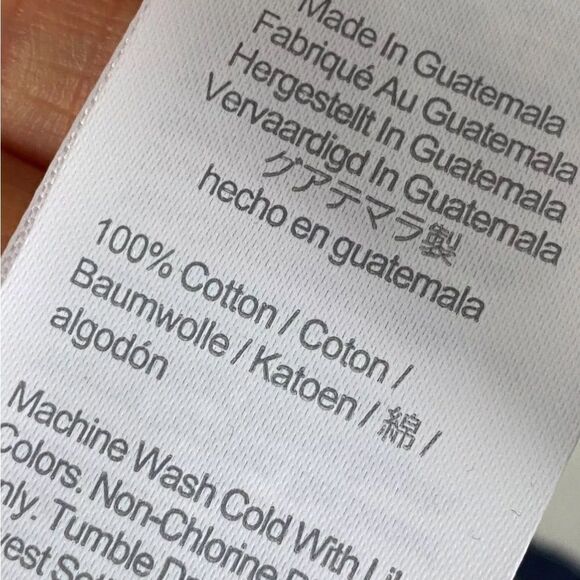 Made In Guatemala
Fabriqué Au Guatemala
Hergestellt In Guatemala
Vervaardigd In Guatemala
グアテマラ製
hecho en guatemala
100% Cotton / Coton /
Baumwolle / Katoen / 綿 /
algodón
Machine Wash Cold With
Colors. Non-Chlorine
Tumble